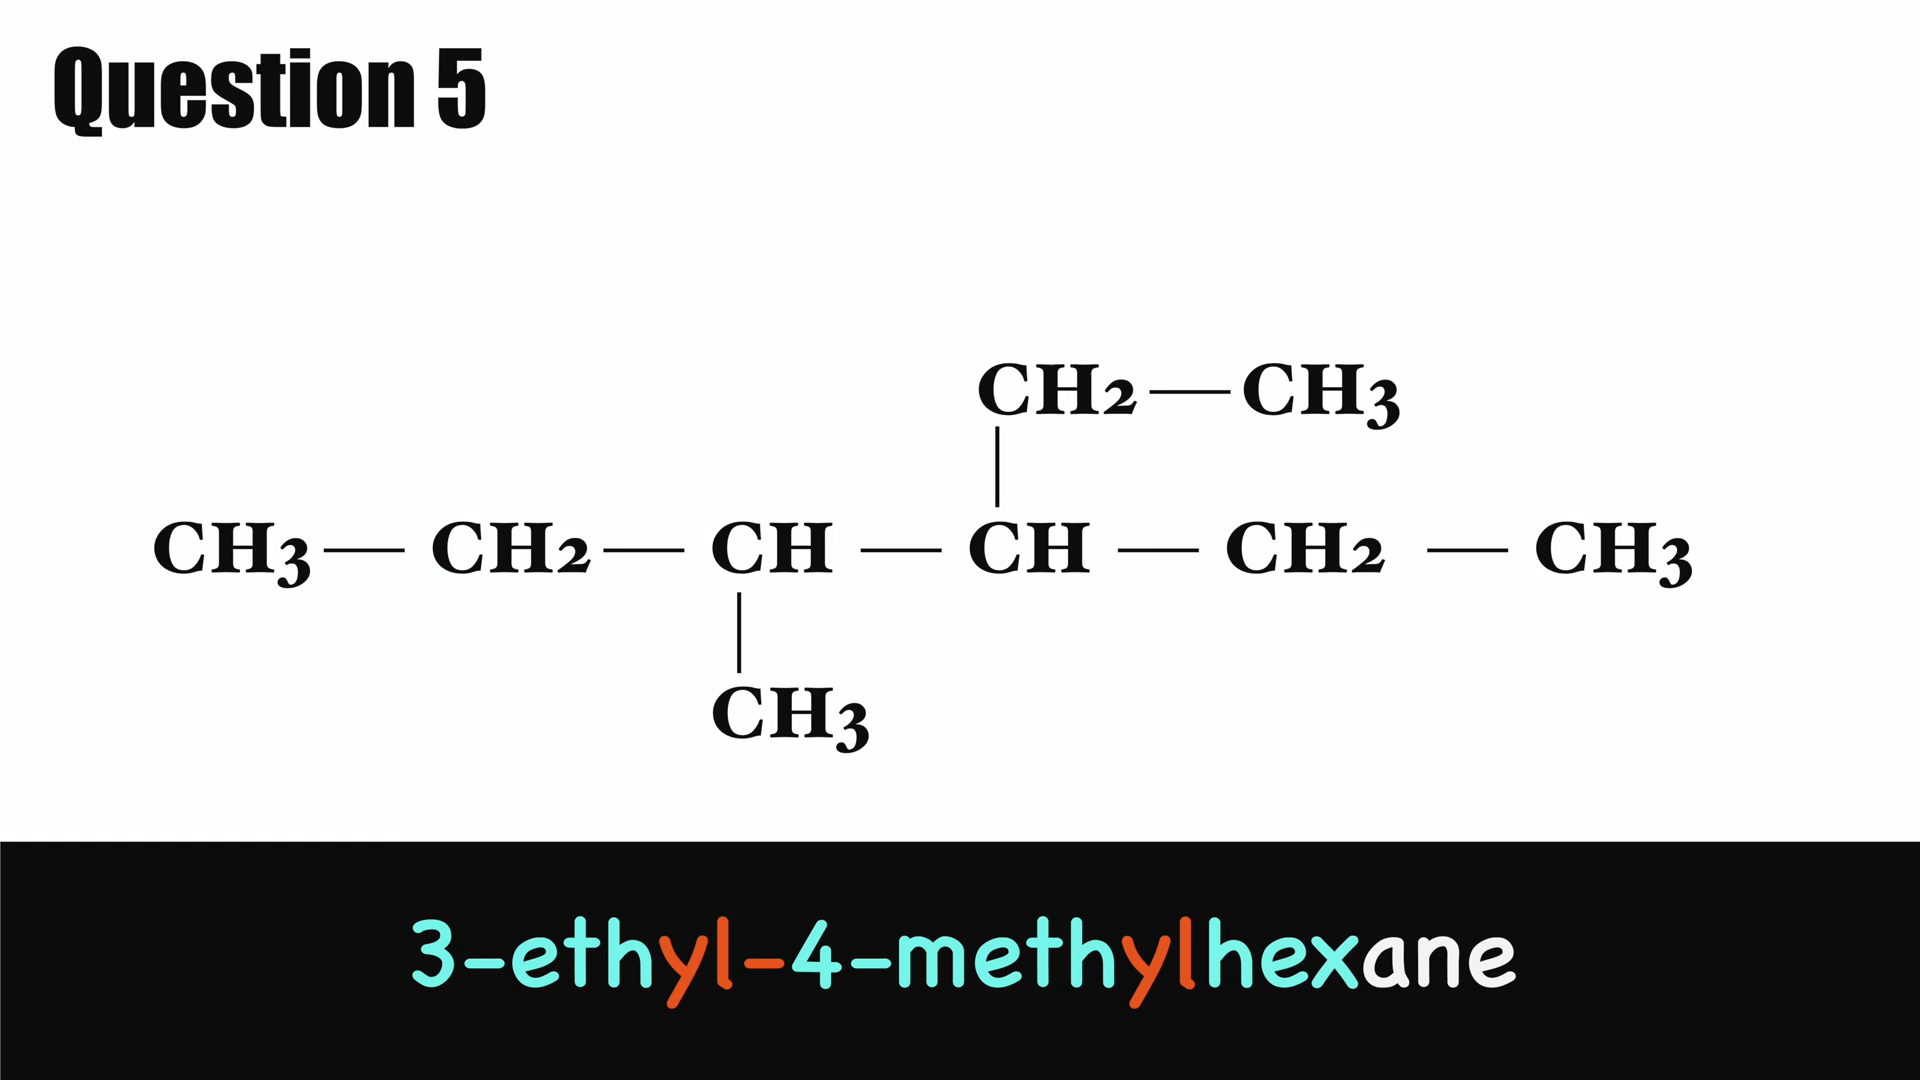 Question 5
CH2 — CH3
CH3 — CH2 — CH — CH — CH2 — CH3
CH3
3-ethyl-4-methylhexane